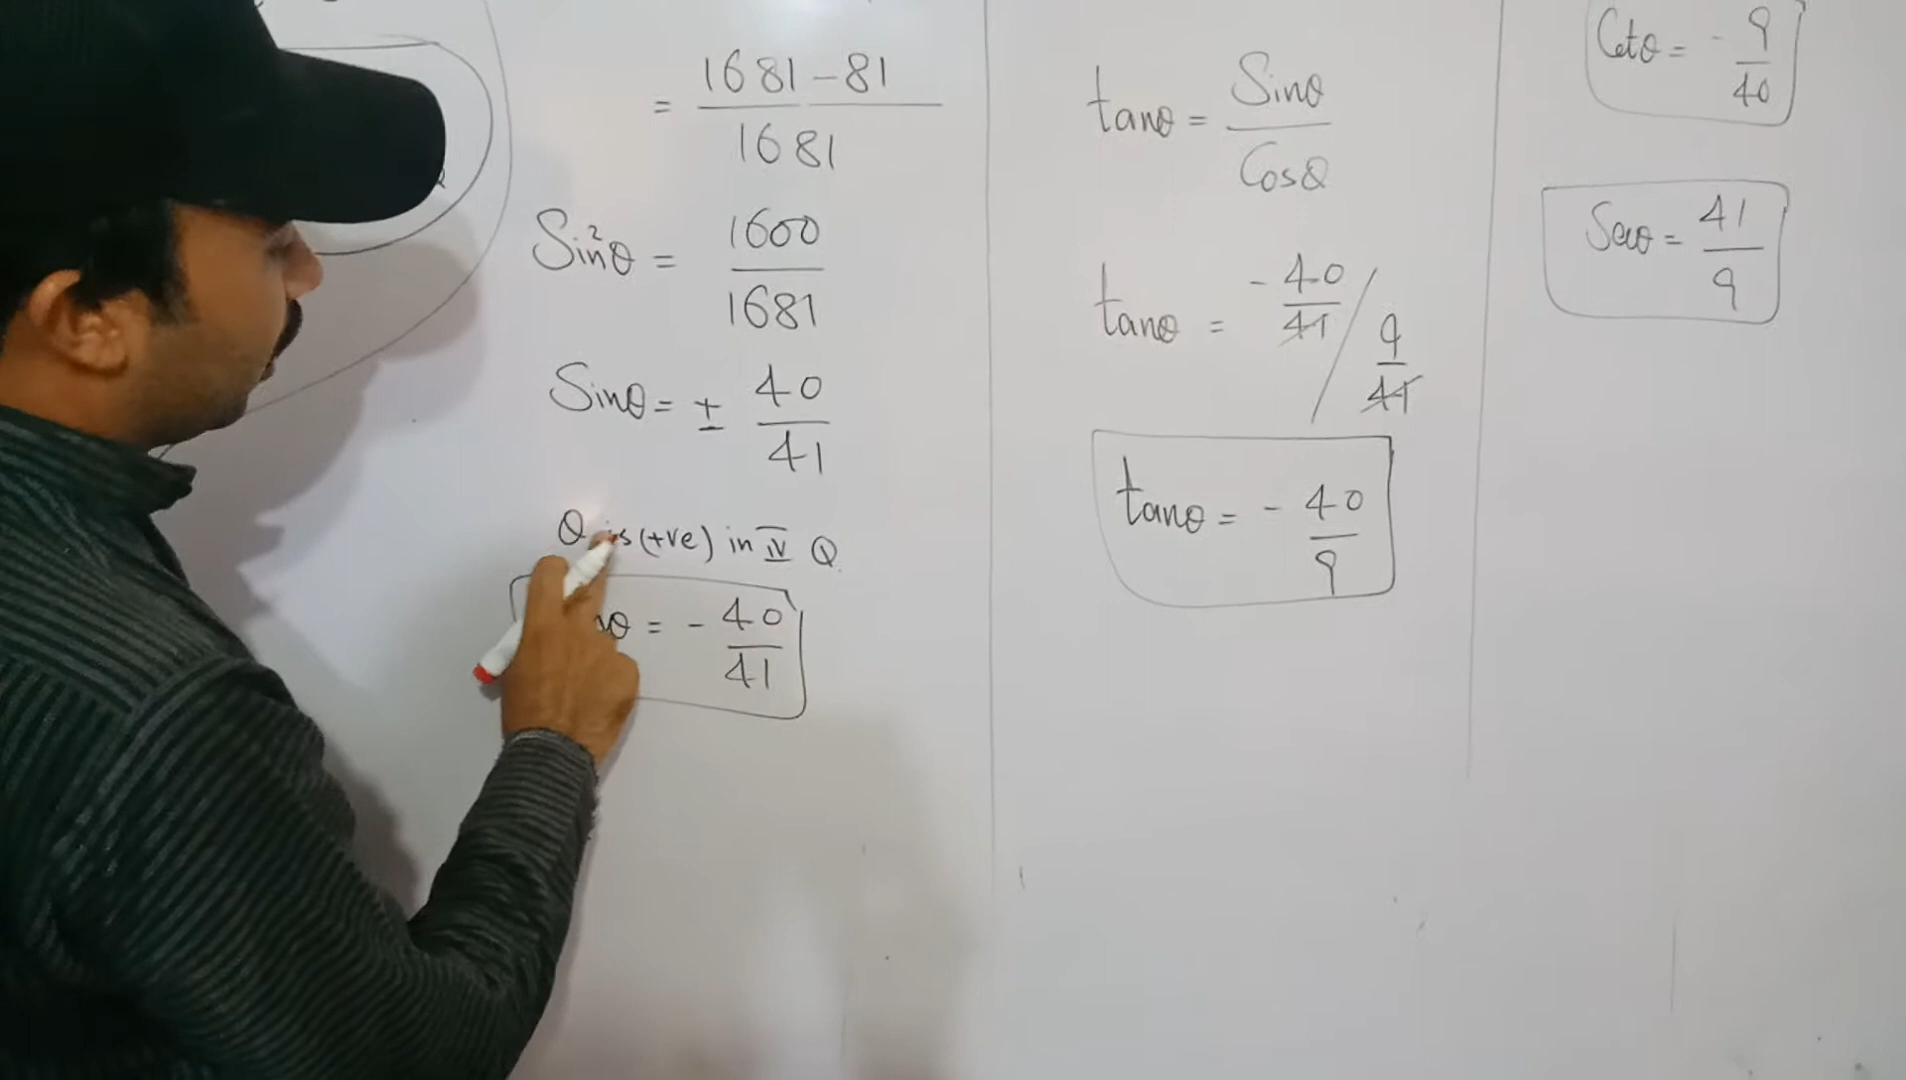 = 1681 - 81 / 1681
Sin²θ = 1600 / 1681
Sinθ = ± 40 / 41
θ is (+ve) in IV Q.
θ = - 40 / 41
tanθ = Sinθ / Cosθ
tanθ = - 40 / 41 / 9 / 41
tanθ = - 40 / 9
Cotθ = - 9 / 40
Secθ = 41 / 9